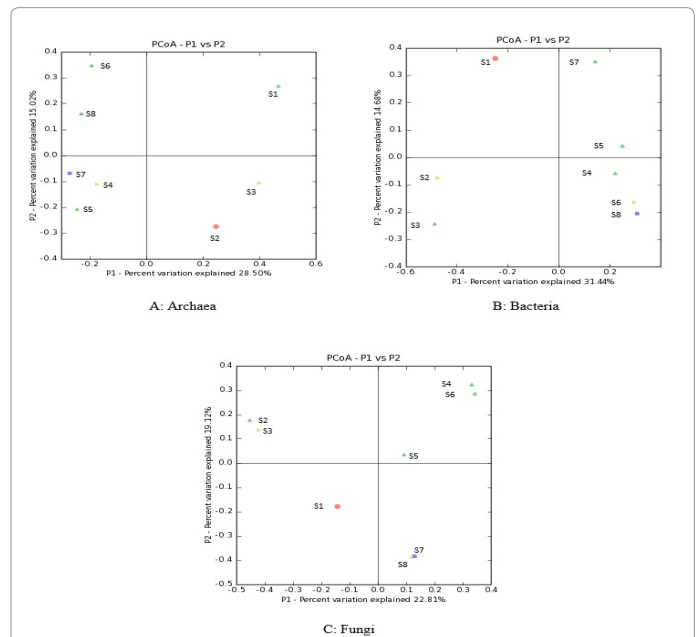 PCoA - P1 vs P2
0.4
0.3
0.2
0.1
0.0
-0.1
-0.2
-0.3
-0.4
P2 - Percent variation explained 15.02%
S6
S1
S8
S7
S4
S3
S5
S2
-0.2 0.0 0.2 0.4 0.6
P1 - Percent variation explained 28.50%
A: Archaea
PCoA - P1 vs P2
0.4
0.3
0.2
0.1
0.0
-0.1
-0.2
-0.3
-0.4
P2 - Percent variation explained 14.68%
S1
S7
S5
S4
S2
S6
S8
S3
-0.6 -0.4 -0.2 0.0 0.2
P1 - Percent variation explained 31.44%
B: Bacteria
PCoA - P1 vs P2
0.4
0.3
0.2
0.1
0.0
-0.1
-0.2
-0.3
-0.4
-0.5
P2 - Percent variation explained 19.12%
S4
S6
S2
S3
S5
S1
S7
S8
-0.5 -0.4 -0.3 -0.2 -0.1 0.0 0.1 0.2 0.3 0.4
P1 - Percent variation explained 22.81%
C: Fungi